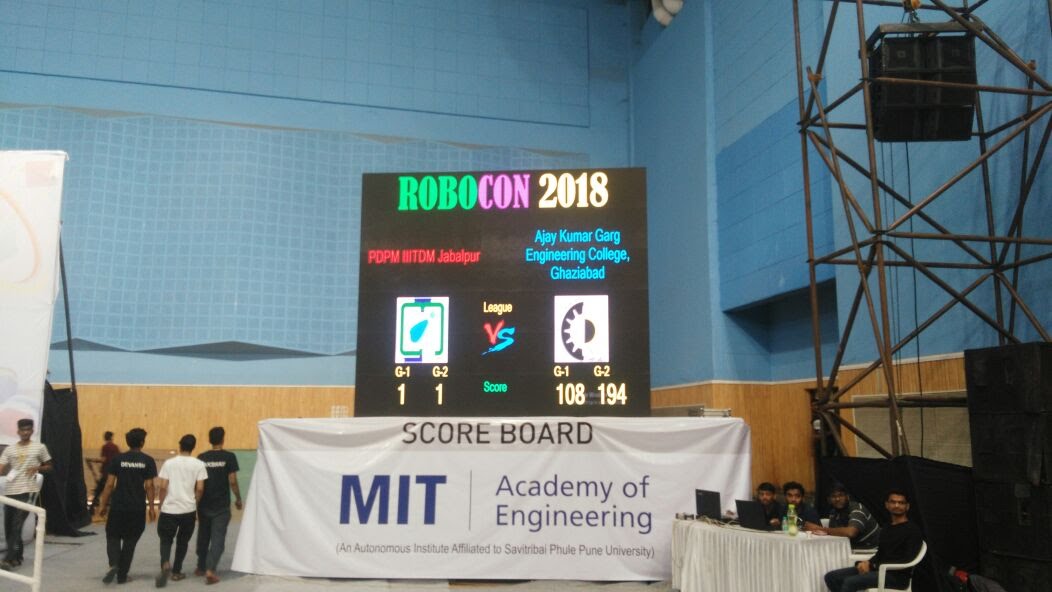 ROBOCON 2018
PDPM IIITDM Jabalpur
Ajay Kumar Garg
Engineering College,
Ghaziabad
League
VS
G-1 G-2
G-1 G-2
1 1
Score
108 194
SCORE BOARD
MIT
Academy of
Engineering
(An Autonomous Institute Affiliated to Savitribai Phule Pune University)
DEVANSH